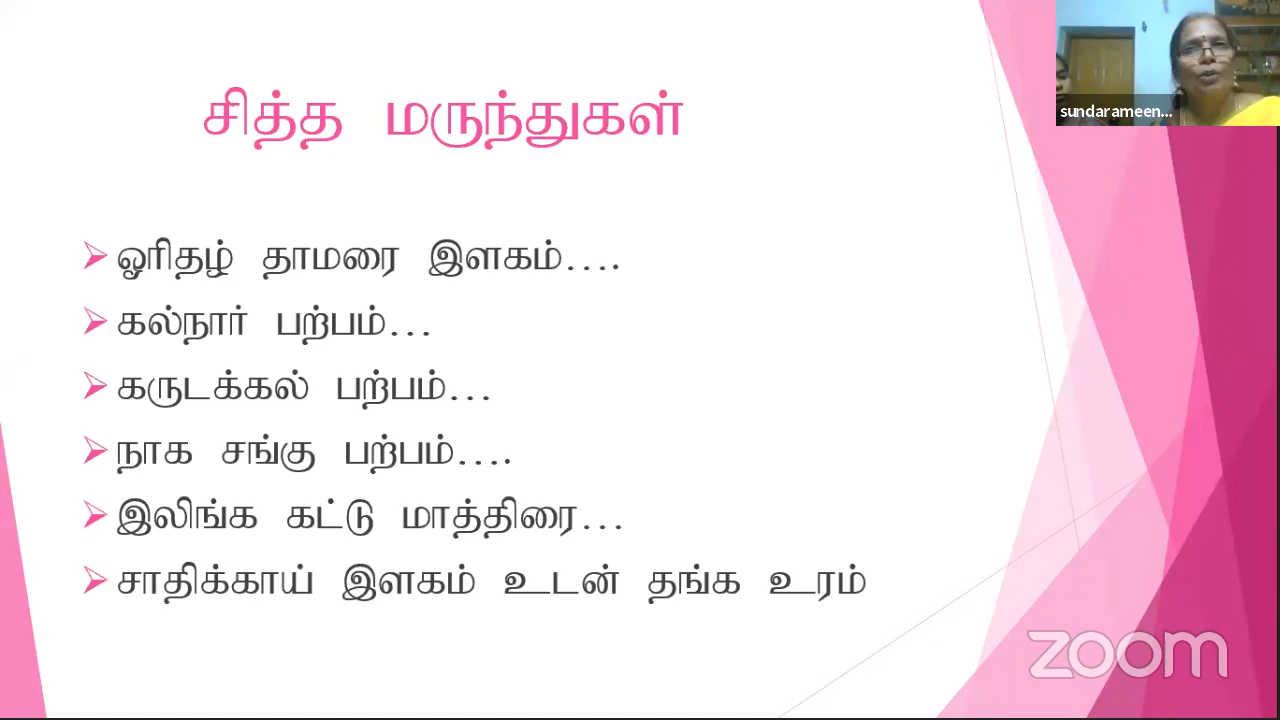 சித்த மருந்துகள்
sundarameen...
ஓரிதழ் தாமரை இளகம்....
கல்நார் பற்பம்...
கருடக்கல் பற்பம்...
நாக சங்கு பற்பம்....
இலிங்க கட்டு மாத்திரை...
சாதிக்காய் இளகம் உடன் தங்க உரம்
zoom